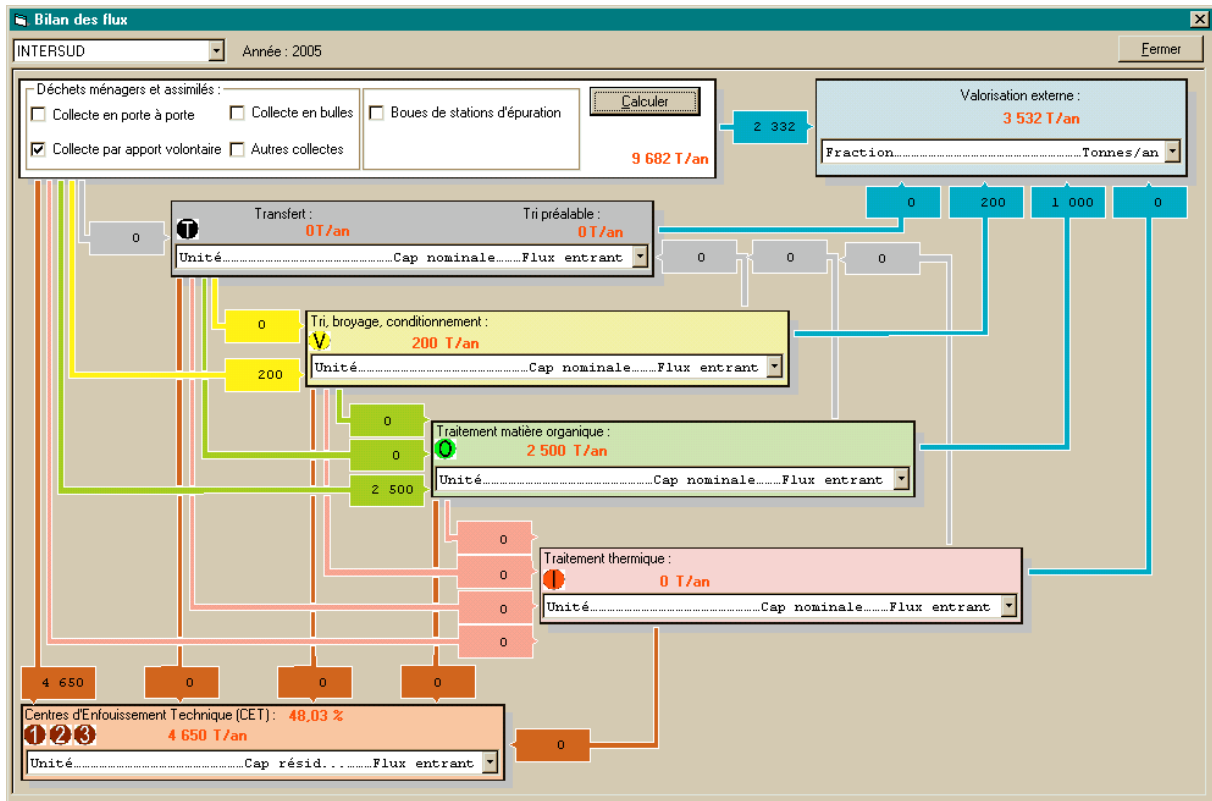 Bilan des flux
INTERSUD
Année : 2005
Fermer
Déchets ménagers et assimilés :
Collecte en porte à porte
Collecte en bulles
Boues de stations d'épuration
Calculer
Collecte par apport volontaire
Autres collectes
9 682 T/an
2 332
Valorisation externe :
3 532 T/an
Fraction.....Tonnes/an
0
200
1 000
0
0
T
Transfert :
Tri préalable :
0T/an
0T/an
Unité.....Cap nominale.....Flux entrant
0
0
0
0
200
Tri, broyage, conditionnement :
V
200 T/an
Unité.....Cap nominale.....Flux entrant
0
0
2 500
Traitement matière organique :
O
2 500 T/an
Unité.....Cap nominale.....Flux entrant
0
0
0
0
Traitement thermique :
I
0 T/an
Unité.....Cap nominale.....Flux entrant
4 650
0
0
0
Centres d'Enfouissement Technique (CET) : 48,03 %
1 2 3
4 650 T/an
Unité.....Cap résid.....Flux entrant
0